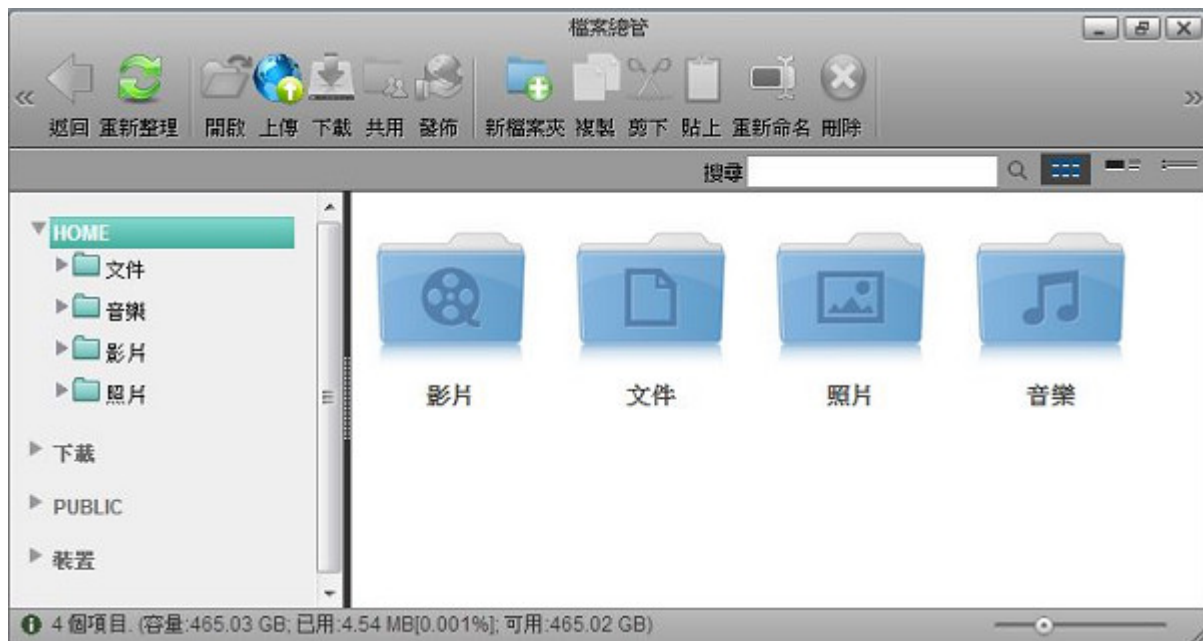 檔案總管
返回 重新整理 開啟 上傳 下載 共用 發佈 新檔案夾 複製 剪下 貼上 重新命名 刪除
搜尋
HOME
文件
音樂
影片
照片
下載
PUBLIC
裝置
影片 文件 照片 音樂
4 個項目. (容量:465.03 GB; 已用:4.54 MB[0.001%]; 可用:465.02 GB)